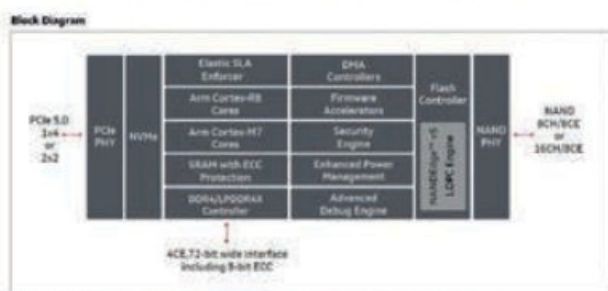 Block Diagram
PCIe 5.0
1x4
or
2x2
PCIe
PHY
NVMe
Elastic SLA
Enforcer
Arm Cortex-R8
Cores
Arm Cortex-M7
Cores
SRAM with ECC
Protection
DDR4/LPDDR4X
Controller
DMA
Controllers
Firmware
Accelerators
Security
Engine
Enhanced Power
Management
Advanced
Debug Engine
Flash
Controller
NANDEdge™
LDPC Engine
NAND
PHY
NAND
8CH/8CE
or
16CH/8CE
4CE,72-bit wide interface
including 8-bit ECC